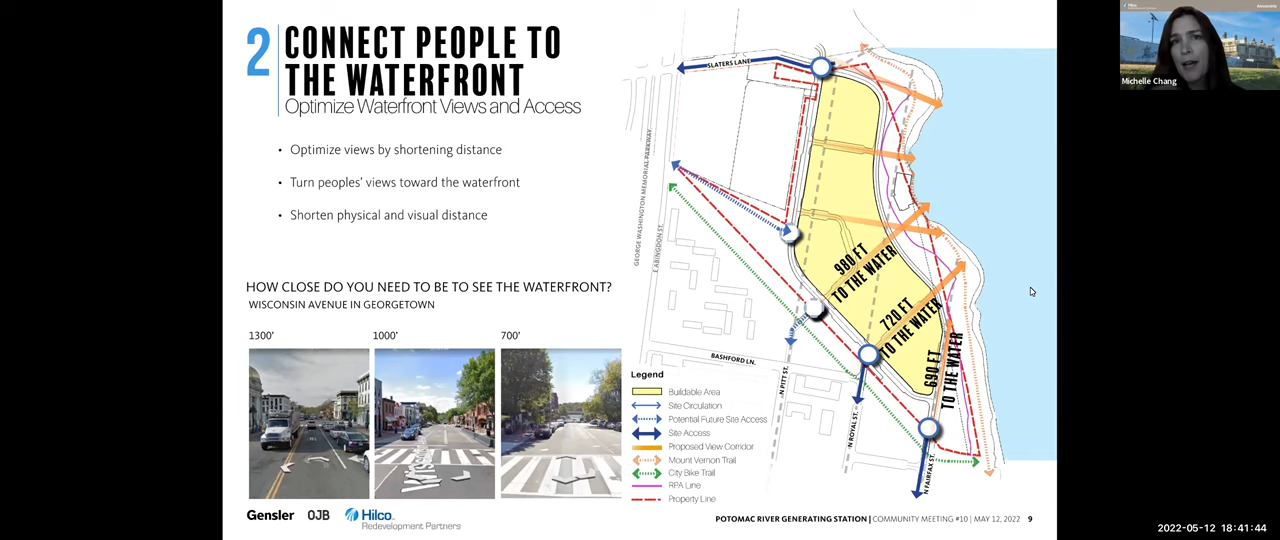 2
CONNECT PEOPLE TO
THE WATERFRONT
Optimize Waterfront Views and Access
• Optimize views by shortening distance
• Turn peoples' views toward the waterfront
• Shorten physical and visual distance
HOW CLOSE DO YOU NEED TO BE TO SEE THE WATERFRONT?
WISCONSIN AVENUE IN GEORGETOWN
1300'
1000'
700'
SLATERS LANE
GEORGE WASHINGTON MEMORIAL PARKWAY
E ABINGDON ST.
980 FT
TO THE WATER
720 FT
TO THE WATER
690 FT
TO THE WATER
BASHFORD LN.
N PITT ST.
N ROYAL ST.
N FAIRFAX ST.
Legend
Buildable Area
Site Circulation
Potential Future Site Access
Site Access
Proposed View Corridor
Mount Vernon Trail
City Bike Trail
RPA Line
Property Line
Gensler
OJB
Hilco
Redevelopment Partners
POTOMAC RIVER GENERATING STATION | COMMUNITY MEETING #10 | MAY 12, 2022 9
Michelle Chang
2022-05-12 18:41:44